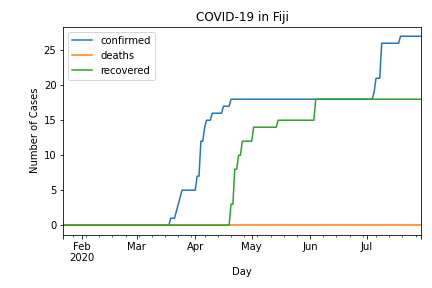 COVID-19 in Fiji
confirmed
deaths
recovered
Number of Cases
25
20
15
10
5
0
Feb
2020
Mar
Apr
May
Jun
Jul
Day